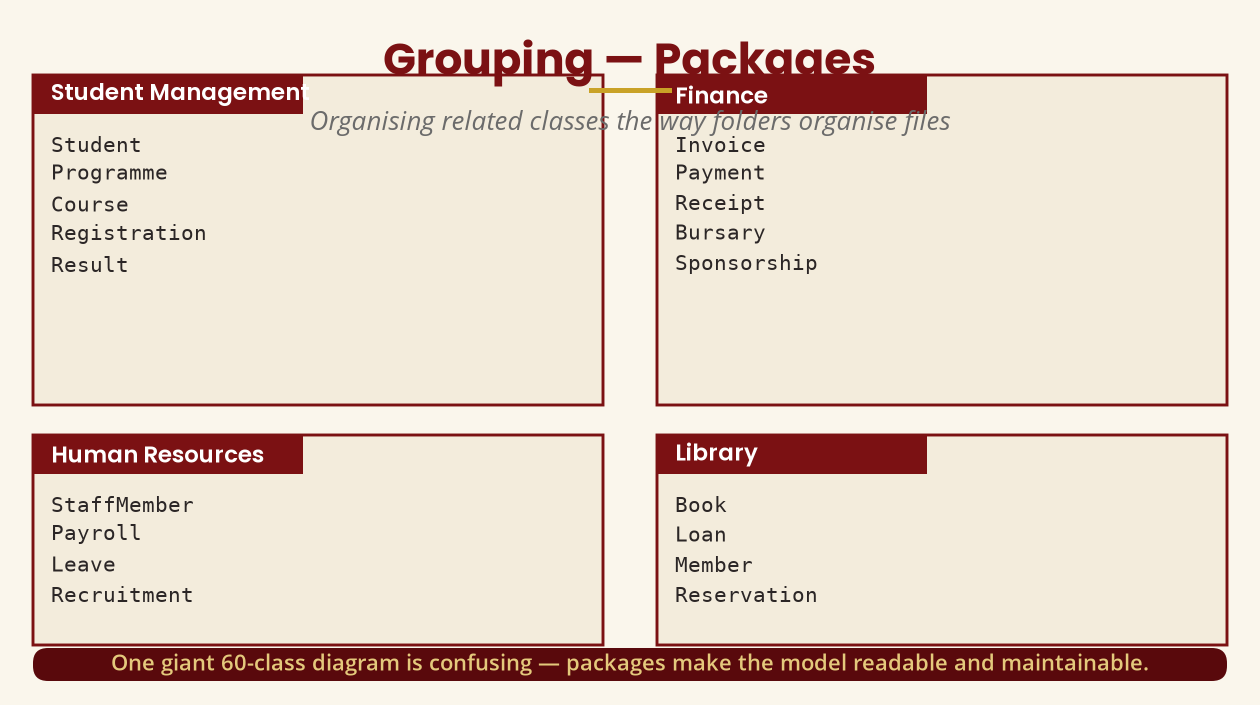 Grouping — Packages
Organising related classes the way folders organise files
Student Management
Student
Programme
Course
Registration
Result
Finance
Invoice
Payment
Receipt
Bursary
Sponsorship
Human Resources
StaffMember
Payroll
Leave
Recruitment
Library
Book
Loan
Member
Reservation
One giant 60-class diagram is confusing — packages make the model readable and maintainable.